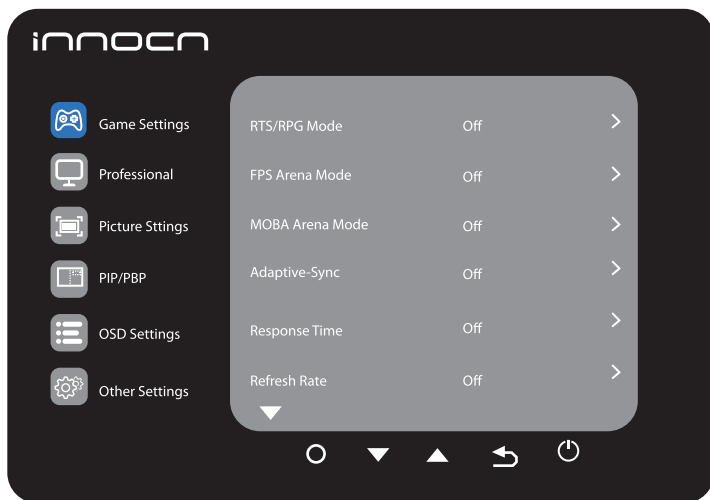 innocn
Game Settings
RTS/RPG Mode Off
Professional
FPS Arena Mode Off
Picture Sttings
MOBA Arena Mode Off
PIP/PBP
Adaptive-Sync Off
OSD Settings
Response Time Off
Other Settings
Refresh Rate Off